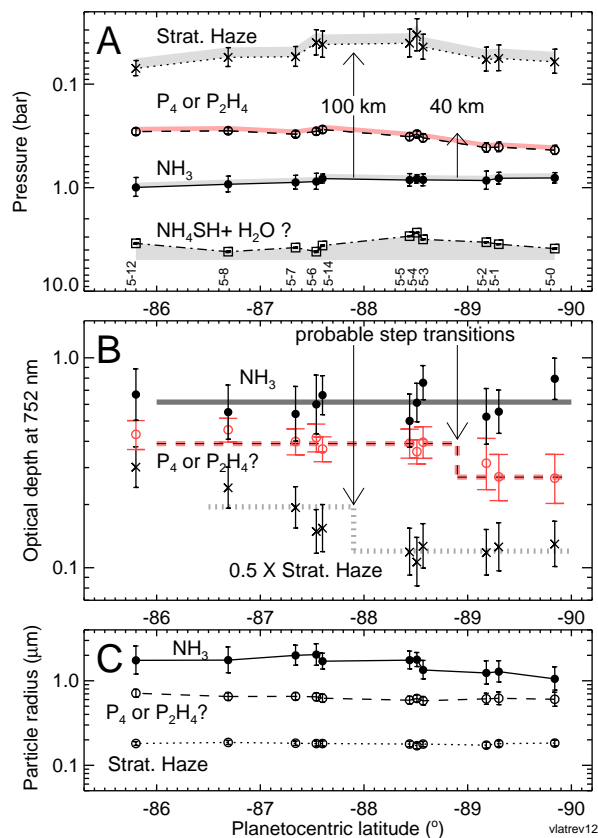 A
Strat. Haze
0.1
P4 or P2H4
100 km
40 km
NH3
1.0
NH4SH+ H2O ?
10.0
Pressure (bar)
5-12
5-8
5-7
5-6
5-14
5-5
5-4
5-3
5-2
5-1
5-0
-86 -87 -88 -89 -90
B
probable step transitions
1.0
NH3
P4 or P2H4?
0.5 X Strat. Haze
0.1
Optical depth at 752 nm
-86 -87 -88 -89 -90
C
NH3
1.0
P4 or P2H4?
Strat. Haze
0.1
Particle radius (μm)
-86 -87 -88 -89 -90
Planetocentric latitude (°)
vlatrev12